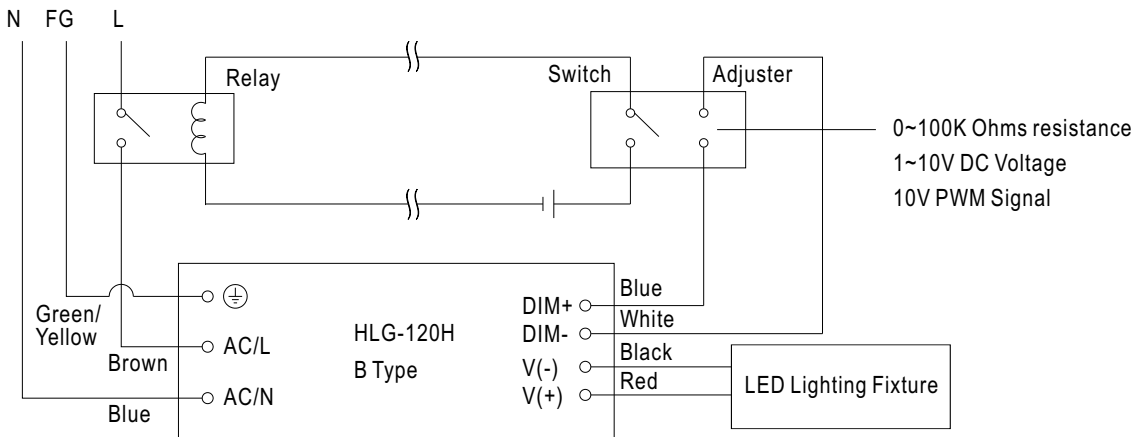 N FG L
Relay
Switch
Adjuster
0~100K Ohms resistance
1~10V DC Voltage
10V PWM Signal
Green/
Yellow
Brown
Blue
AC/L
AC/N
HLG-120H
B Type
DIM+
DIM-
V(-)
V(+)
Blue
White
Black
Red
LED Lighting Fixture